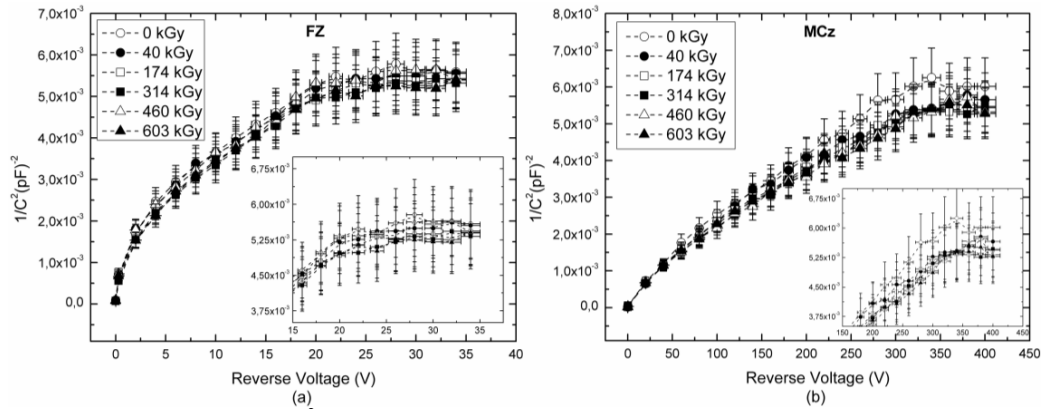 FZ
0 kGy
40 kGy
174 kGy
314 kGy
460 kGy
603 kGy
6,0x10⁻³
5,0x10⁻³
4,0x10⁻³
3,0x10⁻³
2,0x10⁻³
1,0x10⁻³
0,0
1/C²(pF)⁻²
0 5 10 15 20 25 30 35 40
Reverse Voltage (V)
(a)
6,75x10⁻³
5,25x10⁻³
4,50x10⁻³
3,75x10⁻³
15 20 25 30 35
MCz
0 kGy
40 kGy
174 kGy
314 kGy
460 kGy
603 kGy
8,0x10⁻³
7,0x10⁻³
6,0x10⁻³
5,0x10⁻³
4,0x10⁻³
3,0x10⁻³
2,0x10⁻³
1,0x10⁻³
0,0
1/C²(pF)⁻²
0 50 100 150 200 250 300 350 400 450
Reverse Voltage (V)
(b)
6,75x10⁻³
6,00x10⁻³
5,25x10⁻³
4,50x10⁻³
3,75x10⁻³
150 200 250 300 350 400 450